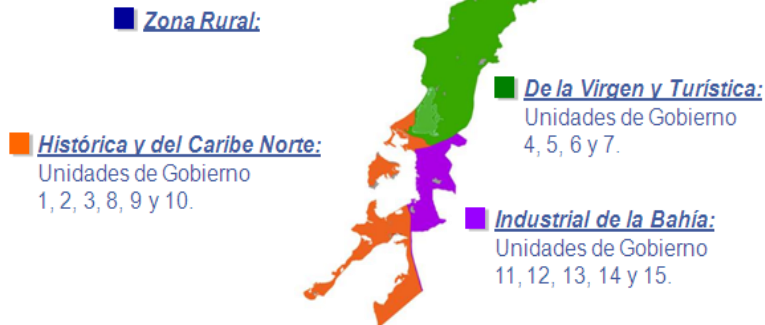 Zona Rural:
De la Virgen y Turística:
Unidades de Gobierno
4, 5, 6 y 7.
Histórica y del Caribe Norte:
Unidades de Gobierno
1, 2, 3, 8, 9 y 10.
Industrial de la Bahía:
Unidades de Gobierno
11, 12, 13, 14 y 15.